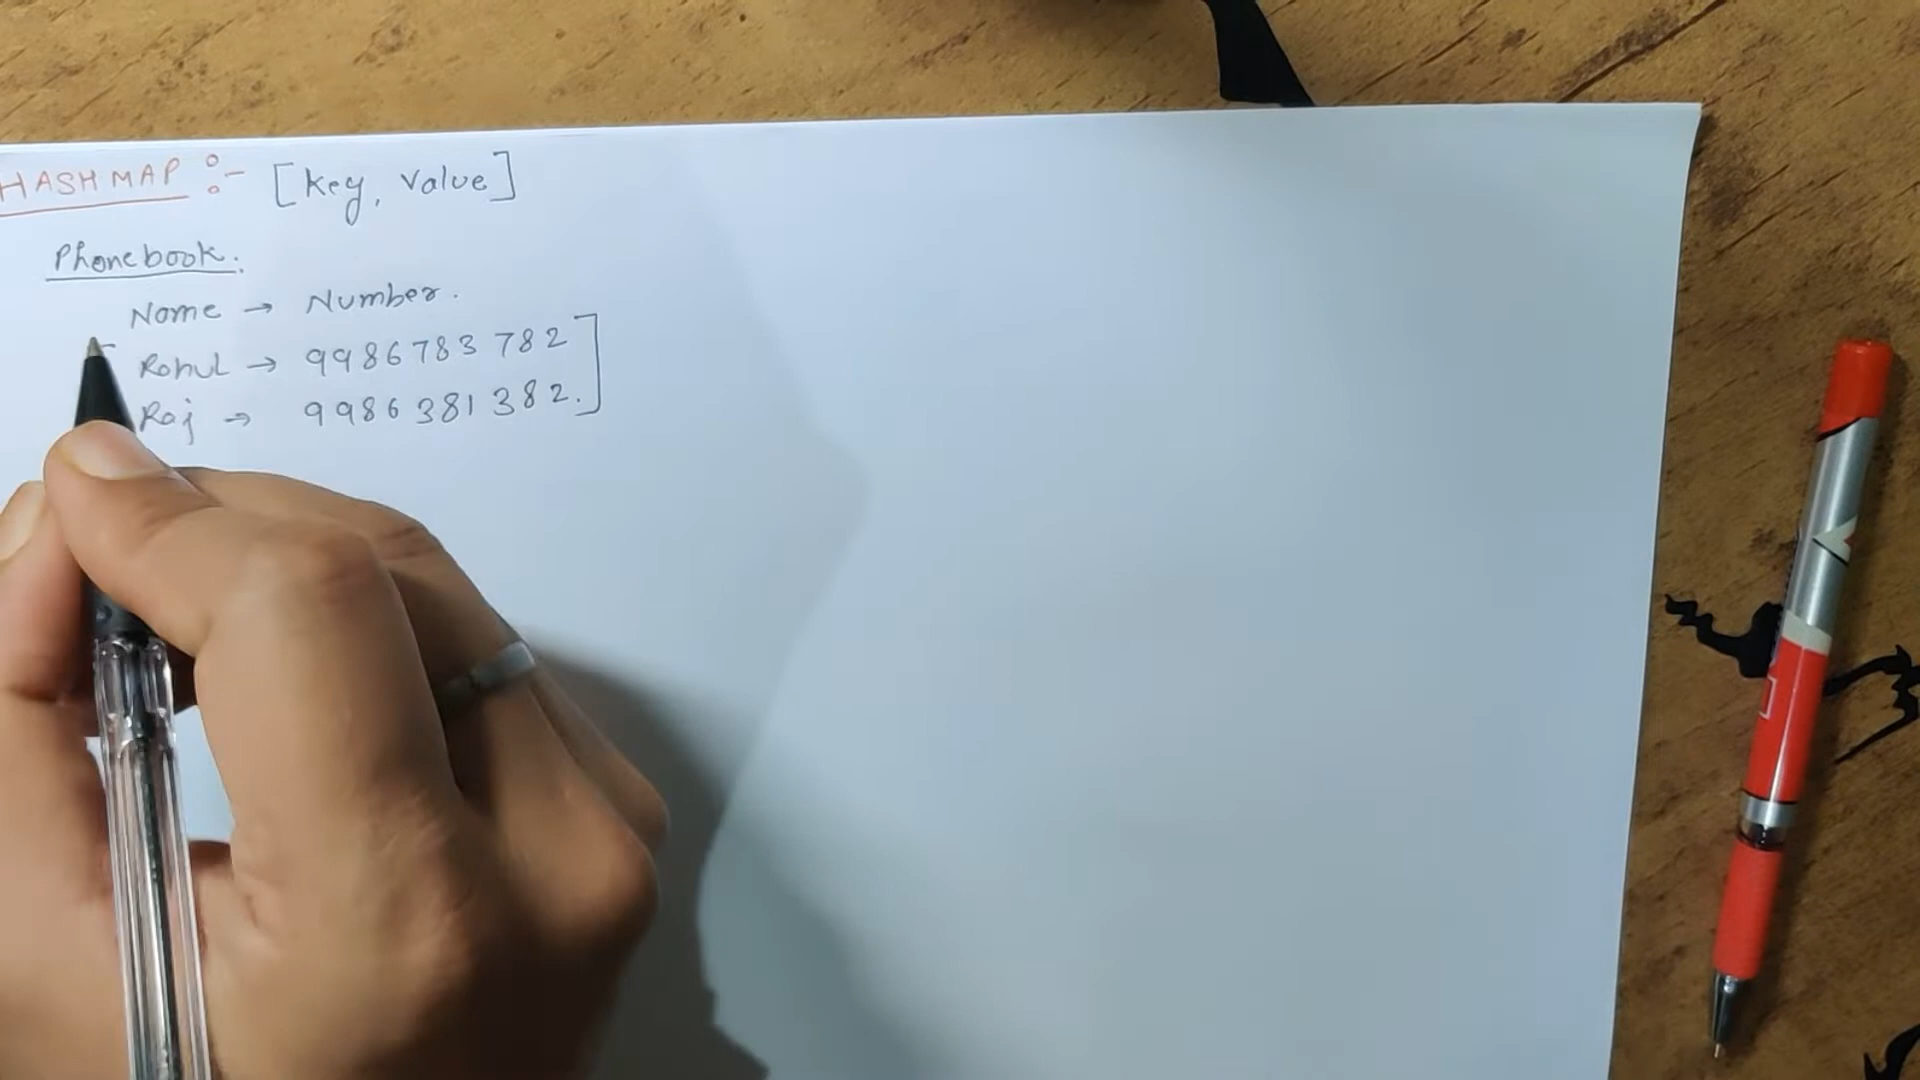 HASHMAP :- [Key, Value]
Phonebook.
Name → Number.
Rahul → 9986783782
Raj → 9986381382.